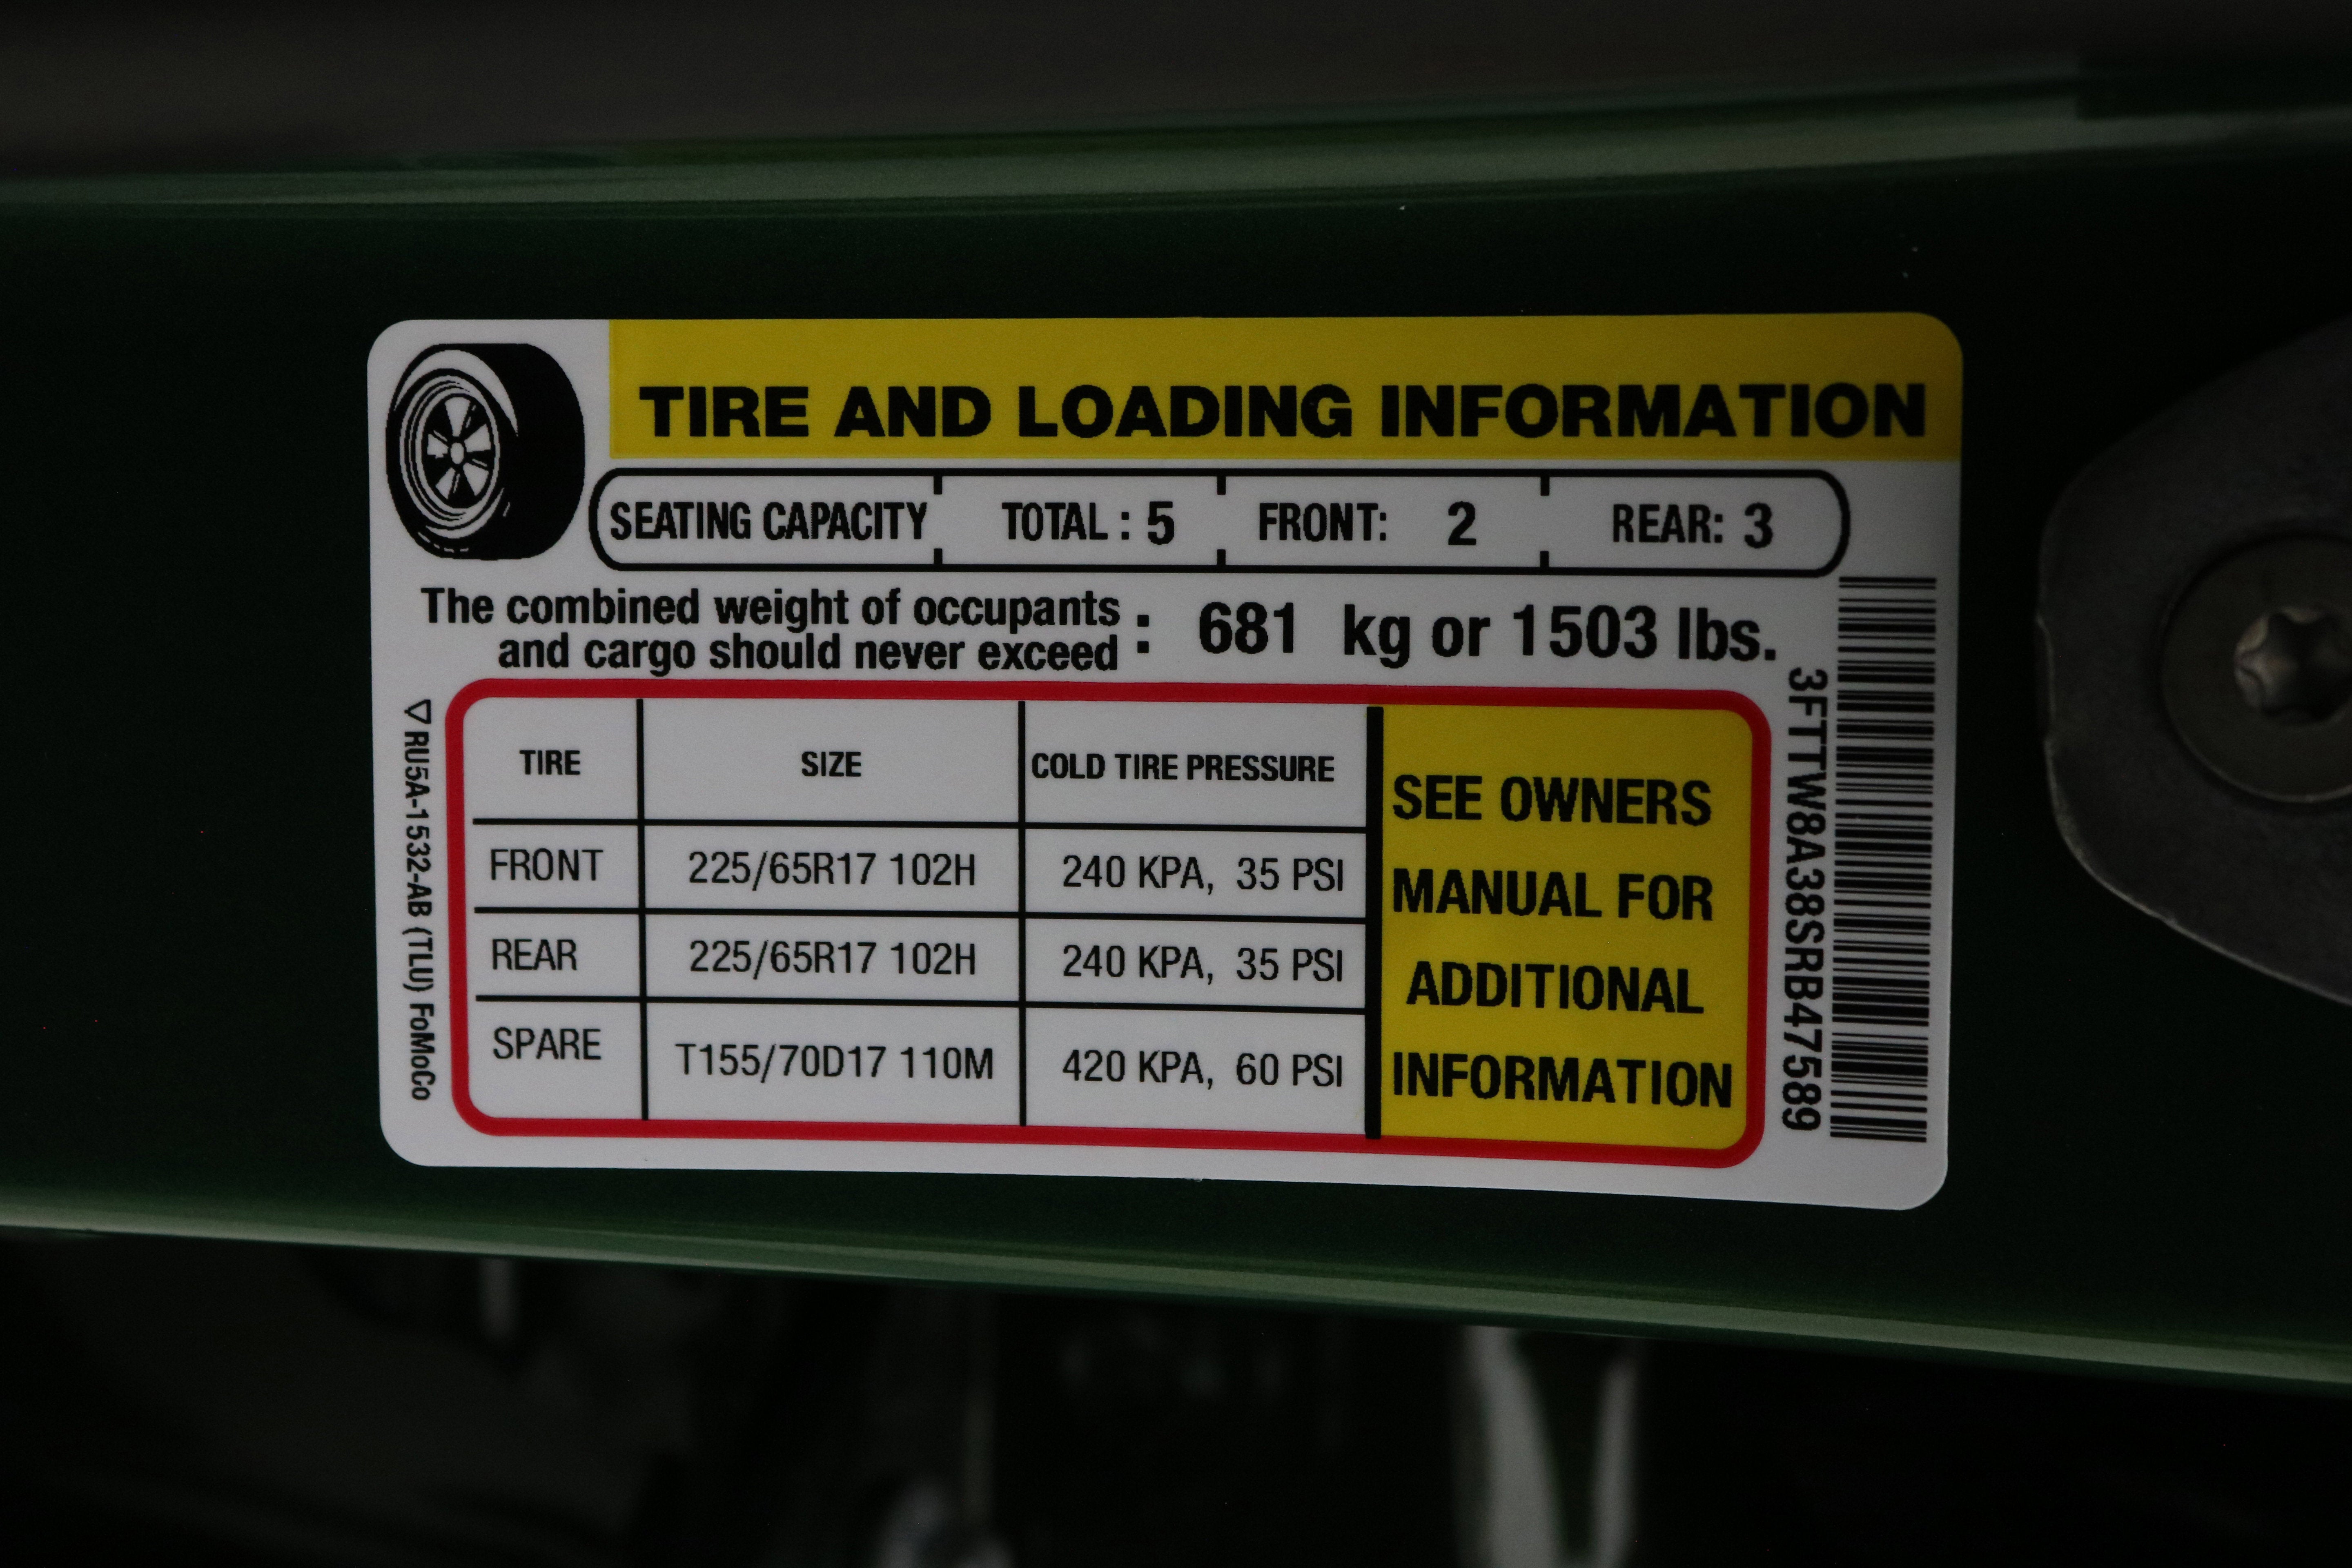 TIRE AND LOADING INFORMATION
SEATING CAPACITY TOTAL : 5 FRONT: 2 REAR: 3
The combined weight of occupants
and cargo should never exceed : 681 kg or 1503 lbs.
TIRE SIZE COLD TIRE PRESSURE
FRONT 225/65R17 102H 240 KPA, 35 PSI
REAR 225/65R17 102H 240 KPA, 35 PSI
SPARE T155/70D17 110M 420 KPA, 60 PSI
SEE OWNERS
MANUAL FOR
ADDITIONAL
INFORMATION
3FTTW8A38SRB47589
▽RU5A-1532-AB (TLU) FoMoCo